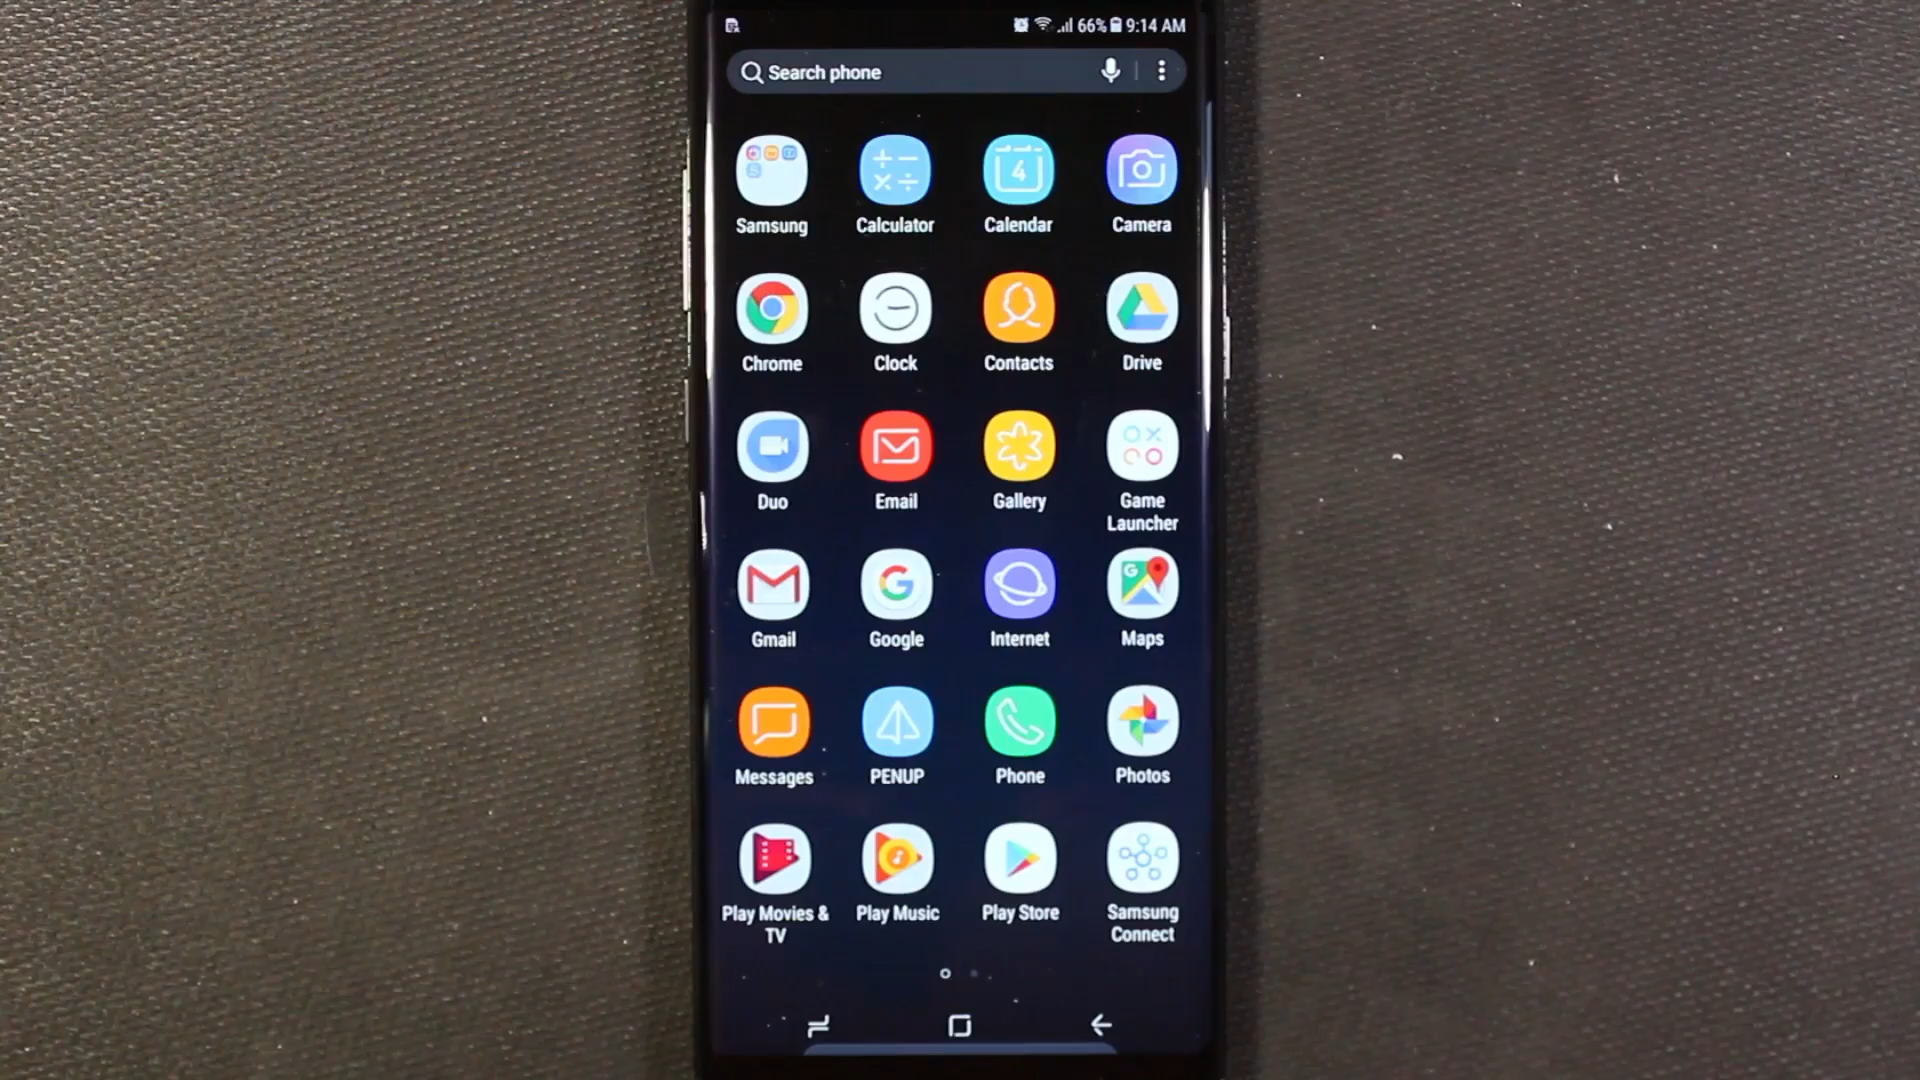 66% 9:14 AM
Search phone
Samsung Calculator Calendar Camera
4
Chrome Clock Contacts Drive
Duo Email Gallery Game Launcher
G
Gmail Google Internet Maps
Messages PENUP Phone Photos
Play Movies & TV Play Music Play Store Samsung Connect